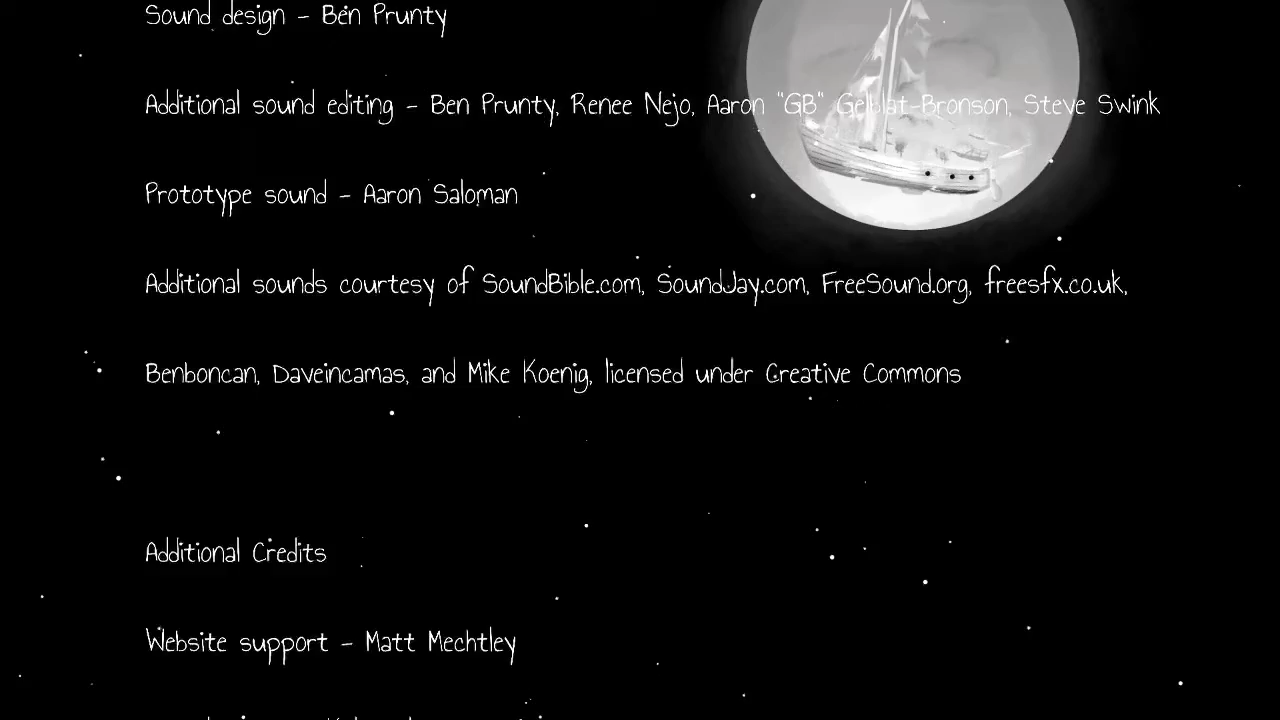 Sound design - Ben Prunty
Additional sound editing - Ben Prunty, Renee Nejo, Aaron "GB" Gelblat-Bronson, Steve Swink
Prototype sound - Aaron Saloman
Additional sounds courtesy of SoundBible.com, SoundJay.com, FreeSound.org, freesfx.co.uk,
Benboncan, Daveincamas, and Mike Koenig, licensed under Creative Commons
Additional Credits
Website support - Matt Mechtley